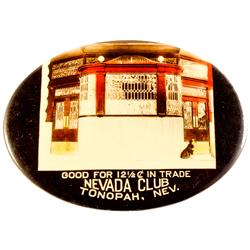 GOOD FOR 12½ ¢ IN TRADE
NEVADA CLUB
TONOPAH, NEV.